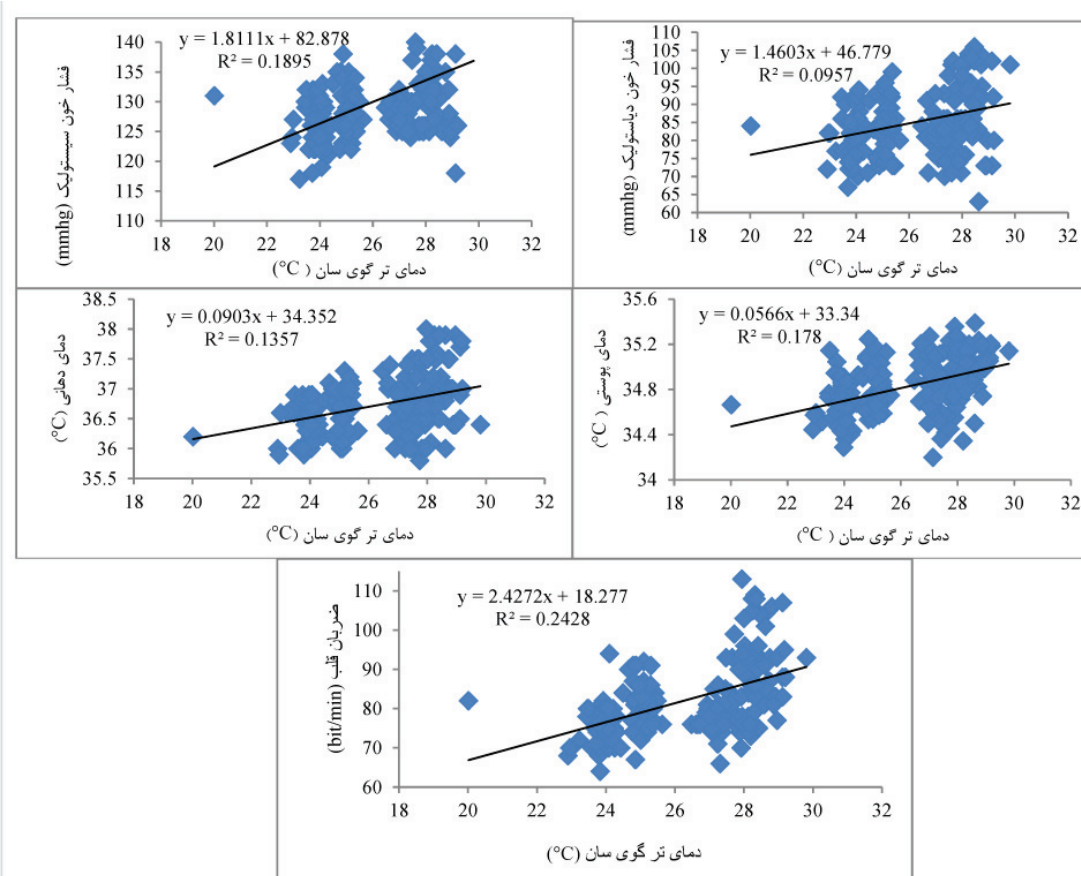 y = 1.8111x + 82.878
R² = 0.1895
فشار خون سیستولیک (mmhg)
140
135
130
125
120
115
110
18 20 22 24 26 28 30 32
دمای تر گوی سان ( °C)
y = 1.4603x + 46.779
R² = 0.0957
فشار خون دیاستولیک (mmhg)
105
100
95
90
85
80
75
70
65
60
18 20 22 24 26 28 30 32
دمای تر گوی سان (°C)
y = 0.0903x + 34.352
R² = 0.1357
دمای دهانی (°C)
38.5
38
37.5
37
36.5
36
35.5
18 20 22 24 26 28 30 32
دمای تر گوی سان (°C)
y = 0.0566x + 33.34
R² = 0.178
دمای پوستی ( °C)
35.6
35.2
34.8
34.4
34
18 20 22 24 26 28 30 32
دمای تر گوی سان ( °C)
y = 2.4272x + 18.277
R² = 0.2428
ضربان قلب (bit/min)
110
100
90
80
70
60
18 20 22 24 26 28 30 32
دمای تر گوی سان (°C)